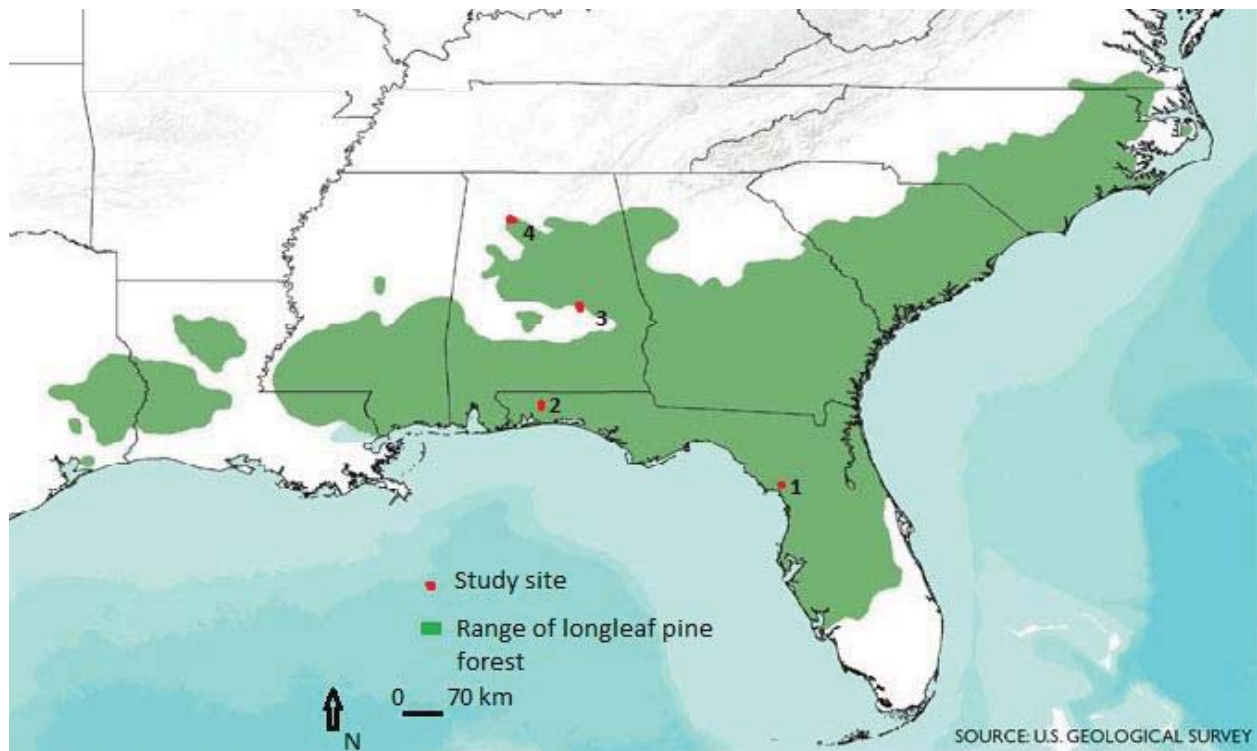 4
3
2
1
Study site
Range of longleaf pine
forest
0 70 km
N
SOURCE: U.S. GEOLOGICAL SURVEY